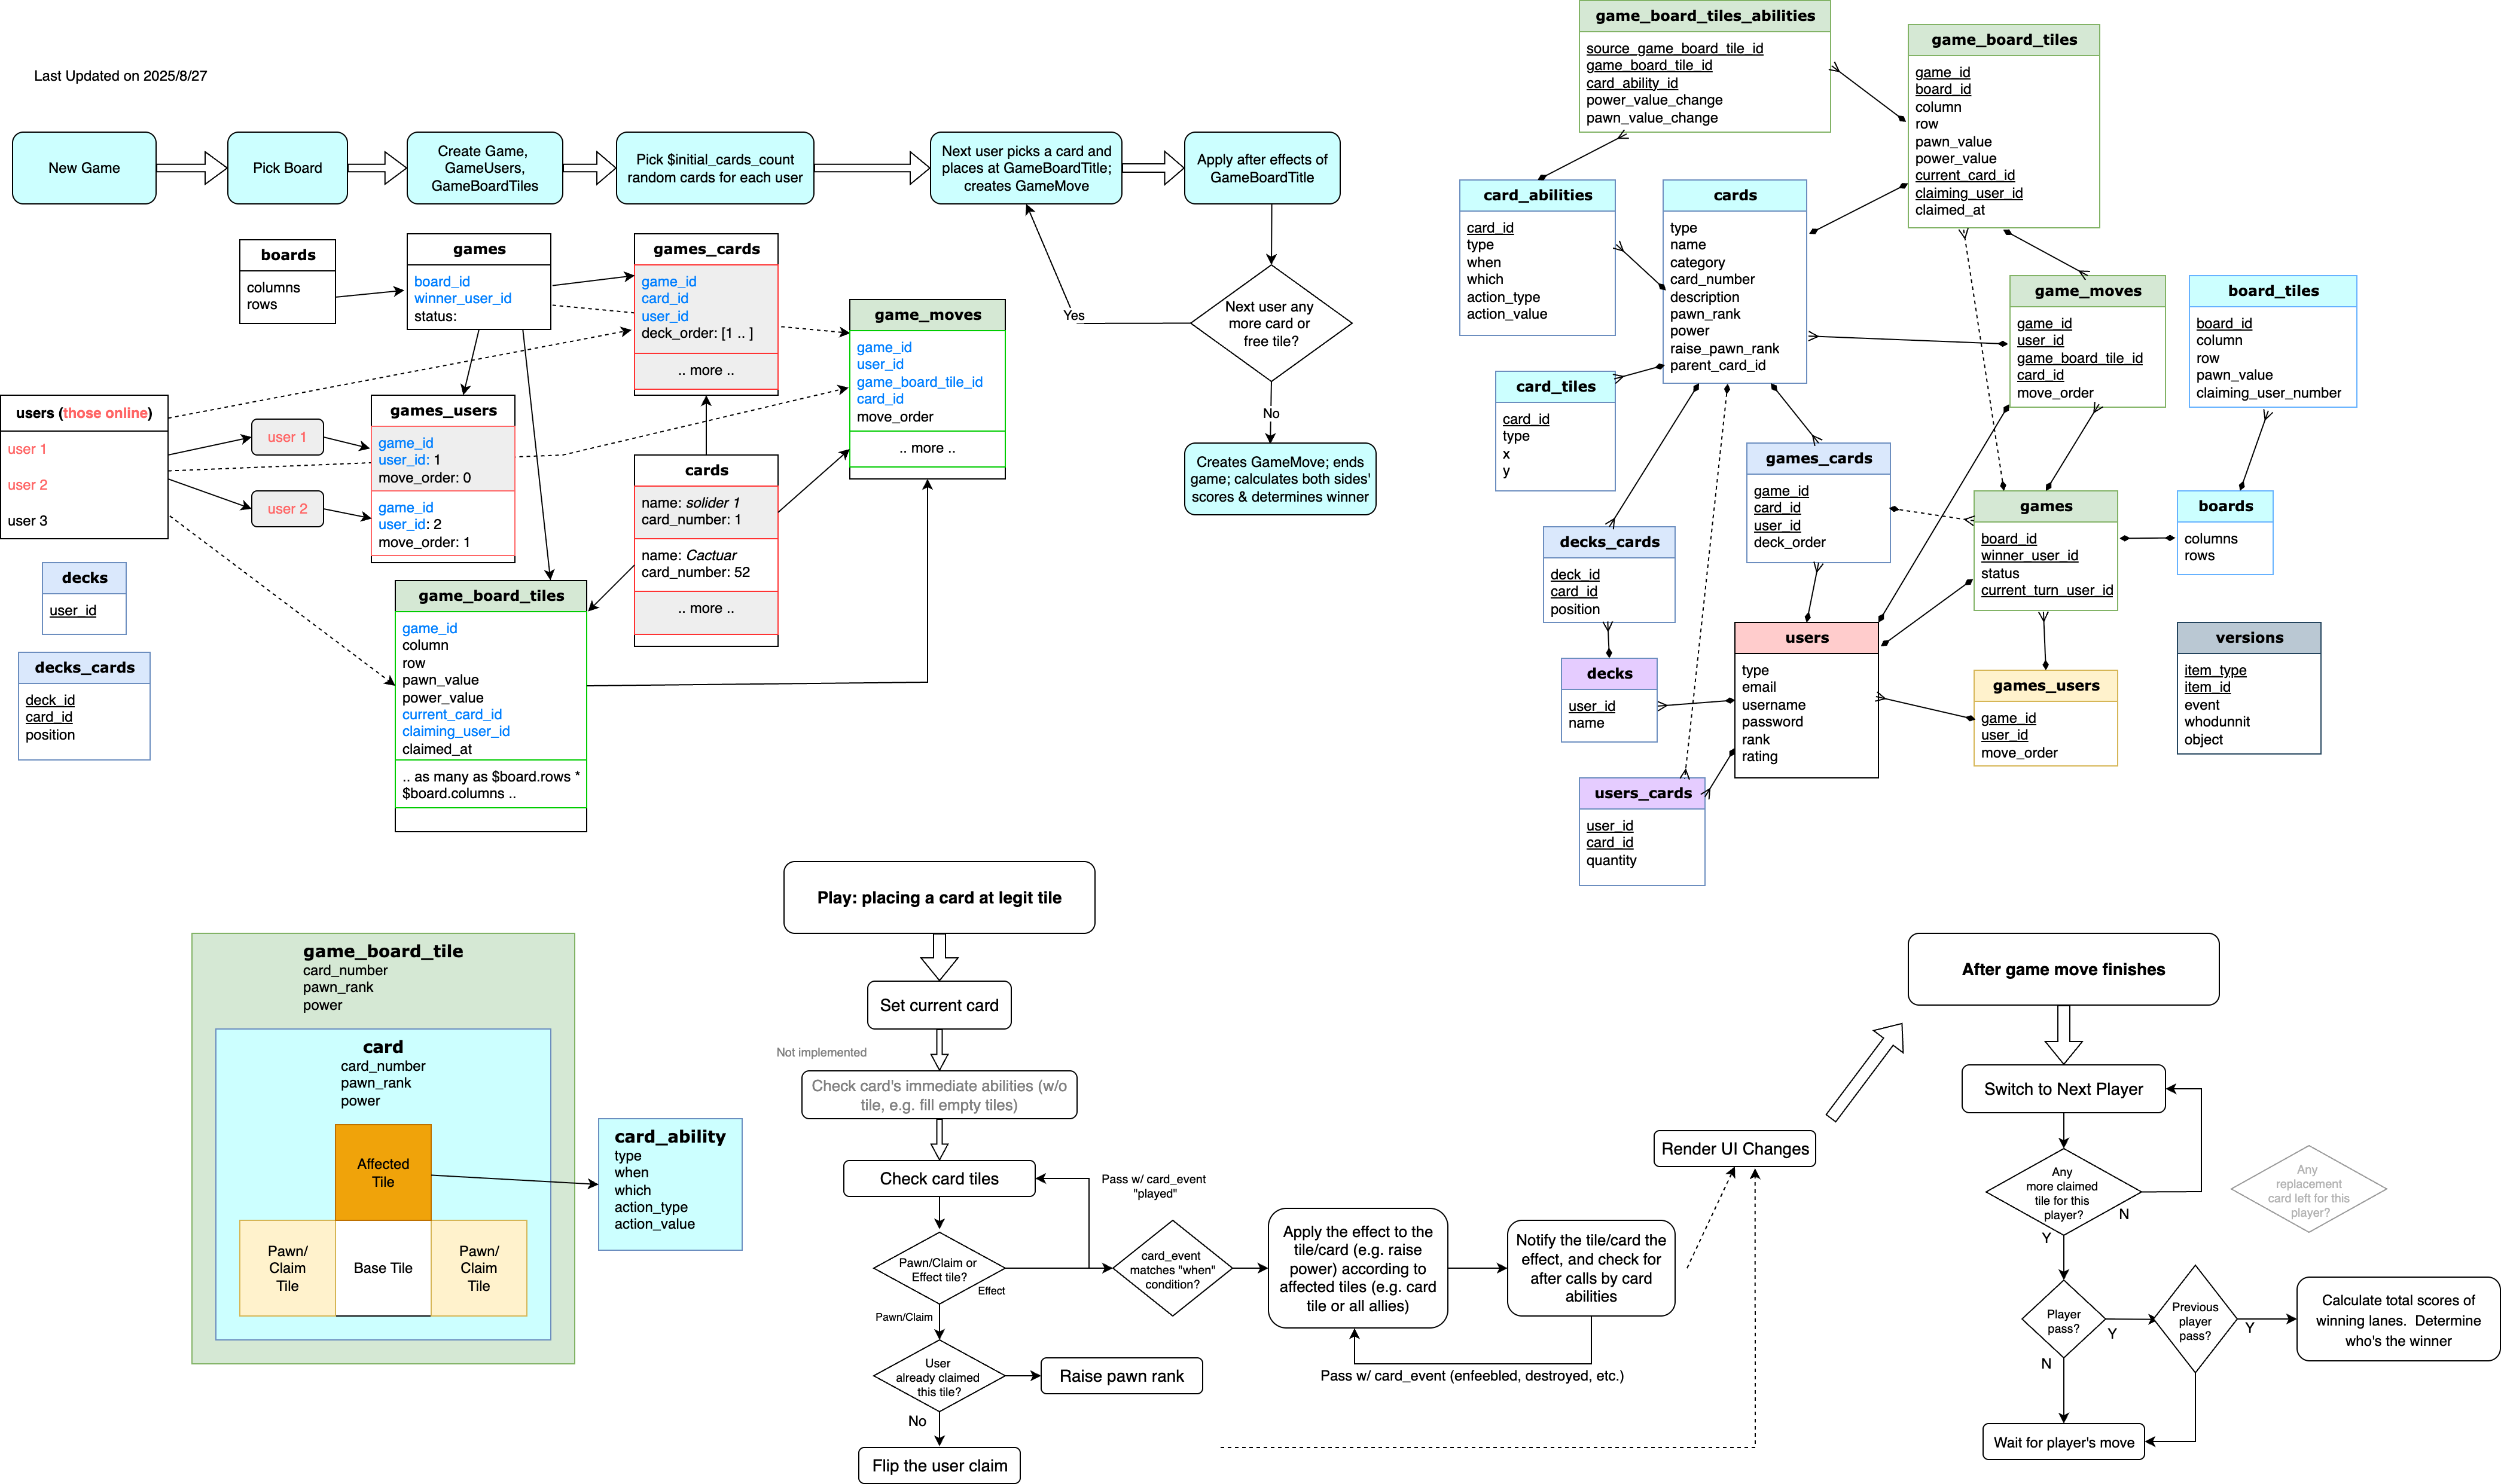 Last Updated on 2025/8/27
New Game
Pick Board
Create Game,
GameUsers,
GameBoardTiles
Pick $initial_cards_count
random cards for each user
Next user picks a card and
places at GameBoardTitle;
creates GameMove
Apply after effects of
GameBoardTitle
Next user any
more card or
free tile?
Yes
No
Creates GameMove; ends
game; calculates both sides'
scores & determines winner
boards
columns
rows
games
board_id
winner_user_id
status:
games_cards
game_id
card_id
user_id
deck_order: [1 .. ]
.. more ..
game_moves
game_id
user_id
game_board_tile_id
card_id
move_order
.. more ..
users (those online)
user 1
user 2
user 3
user 1
user 2
games_users
game_id
user_id: 1
move_order: 0
game_id
user_id: 2
move_order: 1
cards
name: solider 1
card_number: 1
name: Cactuar
card_number: 52
.. more ..
decks
user_id
decks_cards
deck_id
card_id
position
game_board_tiles
game_id
column
row
pawn_value
power_value
current_card_id
claiming_user_id
claimed_at
.. as many as $board.rows *
$board.columns ..
game_board_tiles_abilities
source_game_board_tile_id
game_board_tile_id
card_ability_id
power_value_change
pawn_value_change
game_board_tiles
game_id
board_id
column
row
pawn_value
power_value
current_card_id
claiming_user_id
claimed_at
card_abilities
card_id
type
when
which
action_type
action_value
cards
type
name
category
card_number
description
pawn_rank
power
raise_pawn_rank
parent_card_id
game_moves
game_id
user_id
game_board_tile_id
card_id
move_order
board_tiles
board_id
column
row
pawn_value
claiming_user_number
card_tiles
card_id
type
x
y
games_cards
game_id
card_id
user_id
deck_order
games
board_id
winner_user_id
status
current_turn_user_id
boards
columns
rows
decks_cards
deck_id
card_id
position
decks
user_id
name
users
type
email
username
password
rank
rating
games_users
game_id
user_id
move_order
versions
item_type
item_id
event
whodunnit
object
users_cards
user_id
card_id
quantity
game_board_tile
card_number
pawn_rank
power
card
card_number
pawn_rank
power
Affected
Tile
Pawn/
Claim
Tile
Base Tile
Pawn/
Claim
Tile
card_ability
type
when
which
action_type
action_value
Play: placing a card at legit tile
Set current card
Not implemented
Check card's immediate abilities (w/o
tile, e.g. fill empty tiles)
Check card tiles
Pass w/ card_event
"played"
Pawn/Claim or
Effect tile?
Effect
Pawn/Claim
card_event
matches "when"
condition?
Apply the effect to the
tile/card (e.g. raise
power) according to
affected tiles (e.g. card
tile or all allies)
Notify the tile/card the
effect, and check for
after calls by card
abilities
Pass w/ card_event (enfeebled, destroyed, etc.)
User
already claimed
this tile?
Raise pawn rank
No
Flip the user claim
Render UI Changes
After game move finishes
Switch to Next Player
Any
more claimed
tile for this
player?
N
Y
Any
replacement
card left for this
player?
Player
pass?
Y
N
Previous
player
pass?
Y
Calculate total scores of
winning lanes. Determine
who's the winner
Wait for player's move